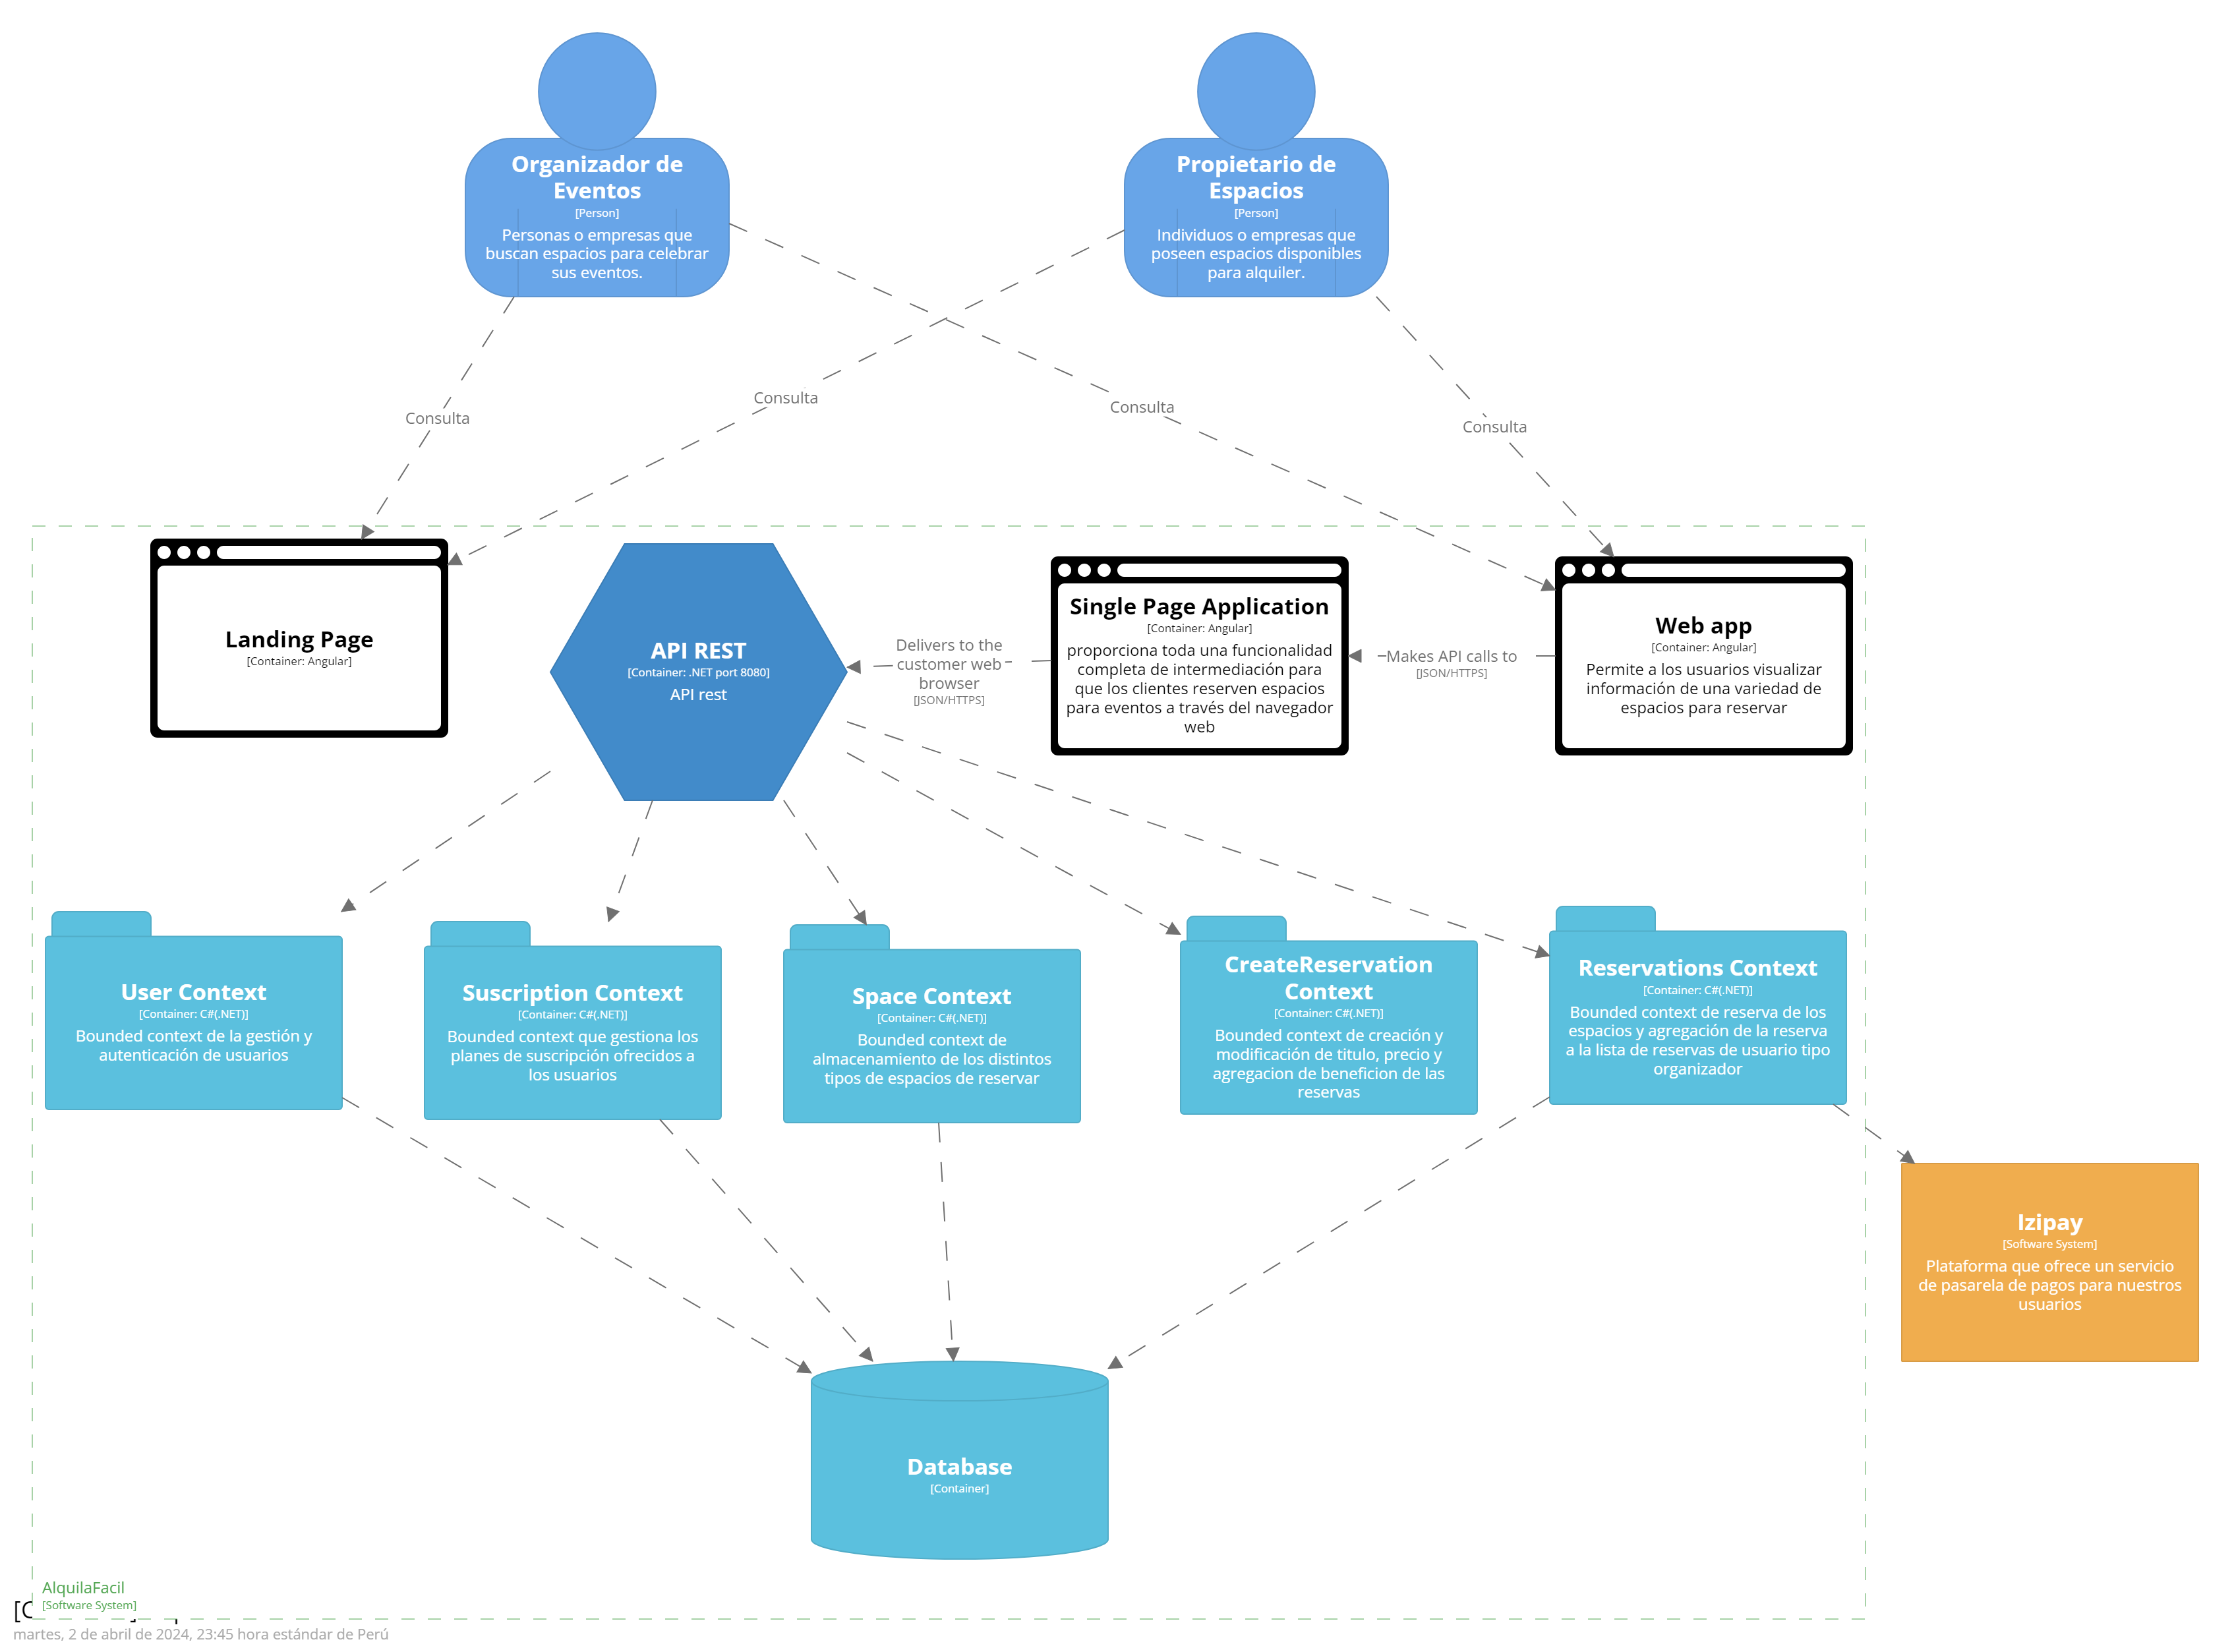 Organizador de
Eventos
[Person]
Personas o empresas que
buscan espacios para celebrar
sus eventos.
Propietario de
Espacios
[Person]
Individuos o empresas que
poseen espacios disponibles
para alquiler.
Consulta
Consulta
Consulta
Consulta
Landing Page
[Container: Angular]
API REST
[Container: .NET port 8080]
API rest
Delivers to the
customer web
browser
[JSON/HTTPS]
Single Page Application
[Container: Angular]
proporciona toda una funcionalidad
completa de intermediación para
que los clientes reserven espacios
para eventos a través del navegador
web
Makes API calls to
[JSON/HTTPS]
Web app
[Container: Angular]
Permite a los usuarios visualizar
información de una variedad de
espacios para reservar
User Context
[Container: C#(.NET)]
Bounded context de la gestión y
autenticación de usuarios
Suscription Context
[Container: C#(.NET)]
Bounded context que gestiona los
planes de suscripción ofrecidos a
los usuarios
Space Context
[Container: C#(.NET)]
Bounded context de
almacenamiento de los distintos
tipos de espacios de reservar
CreateReservation
Context
[Container: C#(.NET)]
Bounded context de creación y
modificación de titulo, precio y
agregacion de beneficion de las
reservas
Reservations Context
[Container: C#(.NET)]
Bounded context de reserva de los
espacios y agregación de la reserva
a la lista de reservas de usuario tipo
organizador
Izipay
[Software System]
Plataforma que ofrece un servicio
de pasarela de pagos para nuestros
usuarios
Database
[Container]
AlquilaFacil
[Software System]
martes, 2 de abril de 2024, 23:45 hora estándar de Perú